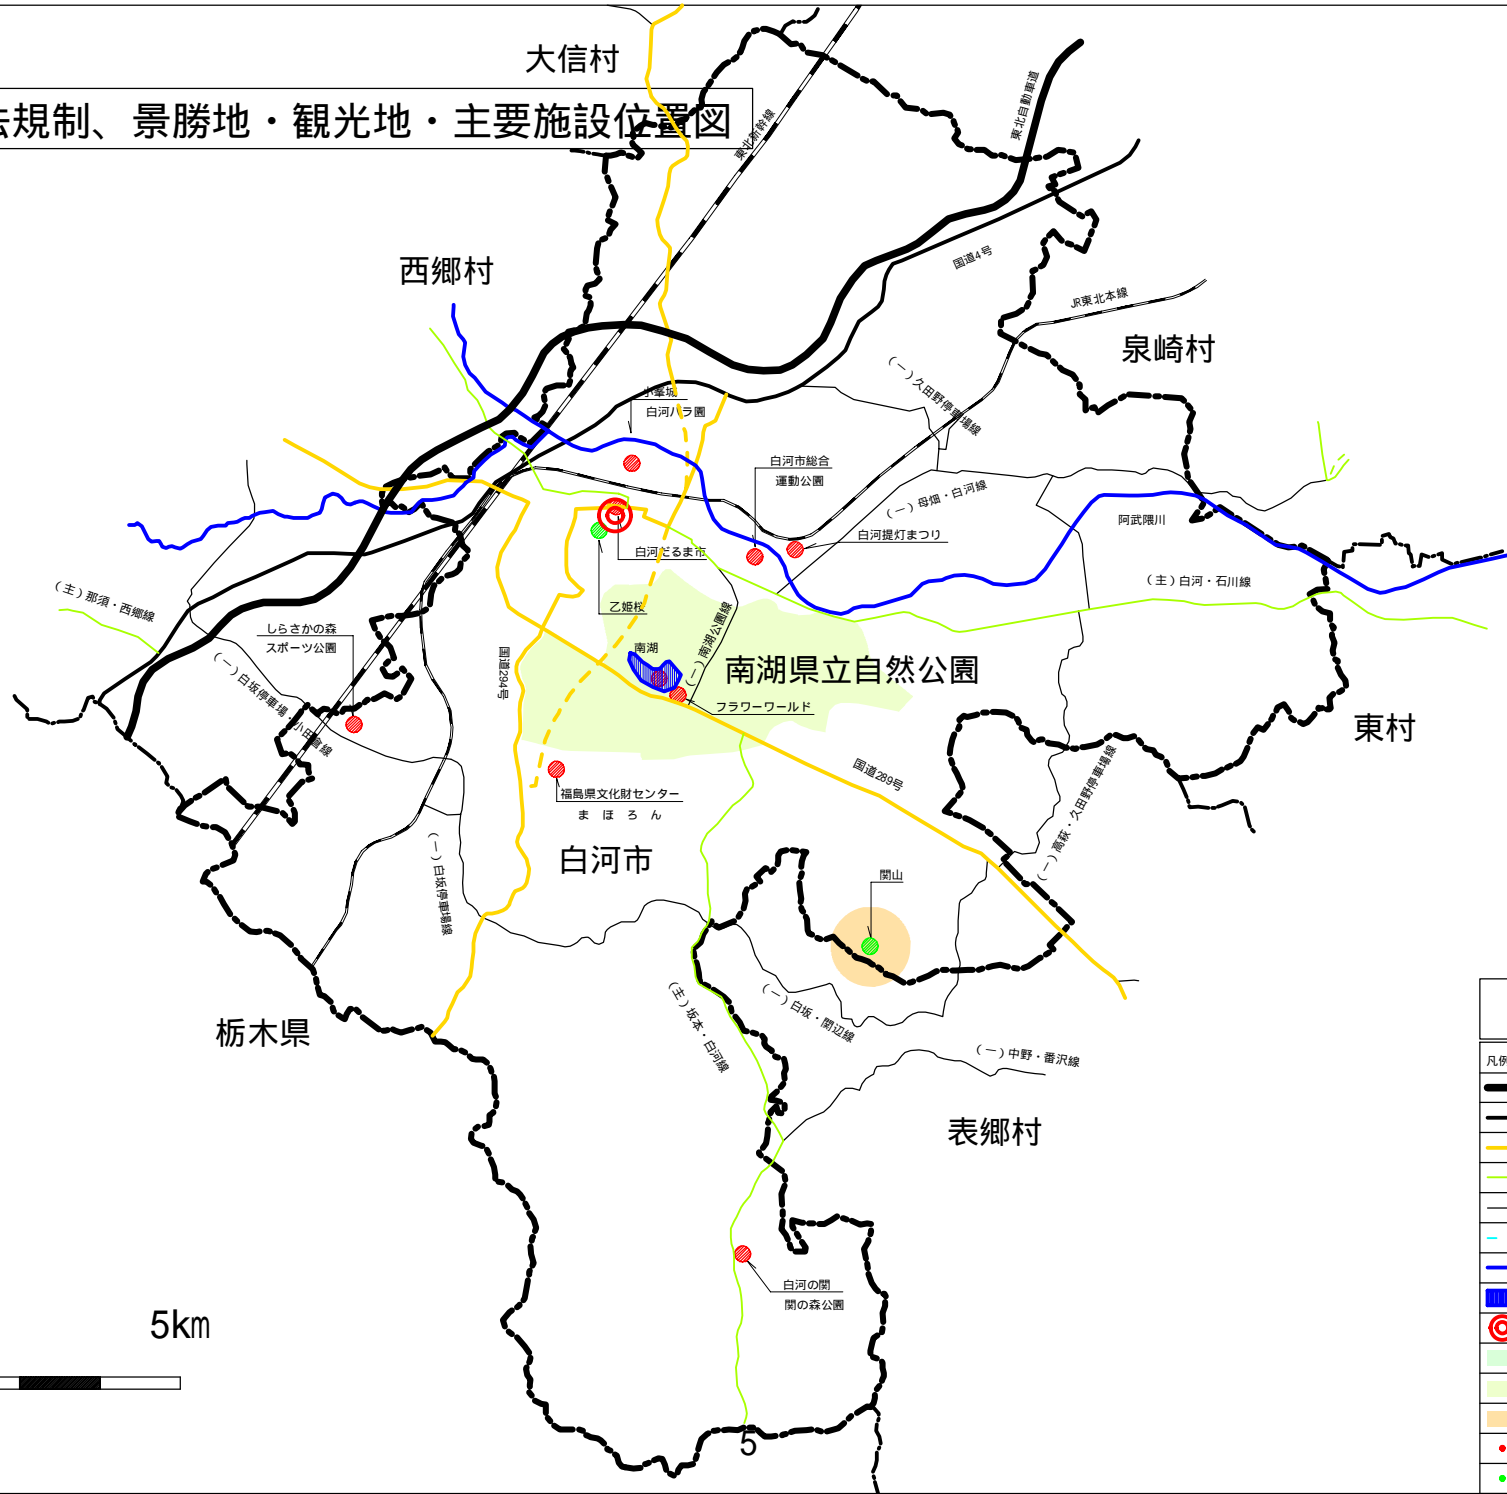 大信村
法規制、景勝地・観光地・主要施設位置図
東北新幹線
東北自動車道
西郷村
国道4号
JR東北本線
泉崎村
(一)久田野停車場線
小峯城
白河バラ園
白河市総合
運動公園
(一)母畑・白河線
阿武隈川
白河提灯まつり
白河だるま市
(主)白河・石川線
(主)那須・西郷線
乙姫桜
(一)南湖公園線
しらさかの森
スポーツ公園
南湖
国道294号
南湖県立自然公園
(一)白坂停車場・小田倉線
フラワーワールド
東村
国道289号
(一)高萩・久田野停車場線
福島県文化財センター
まほろん
白河市
(一)白坂停車場線
関山
(主)坂本・白河線
(一)白坂・関辺線
栃木県
(一)中野・番沢線
凡例
表郷村
白河の関
関の森公園
5km
5